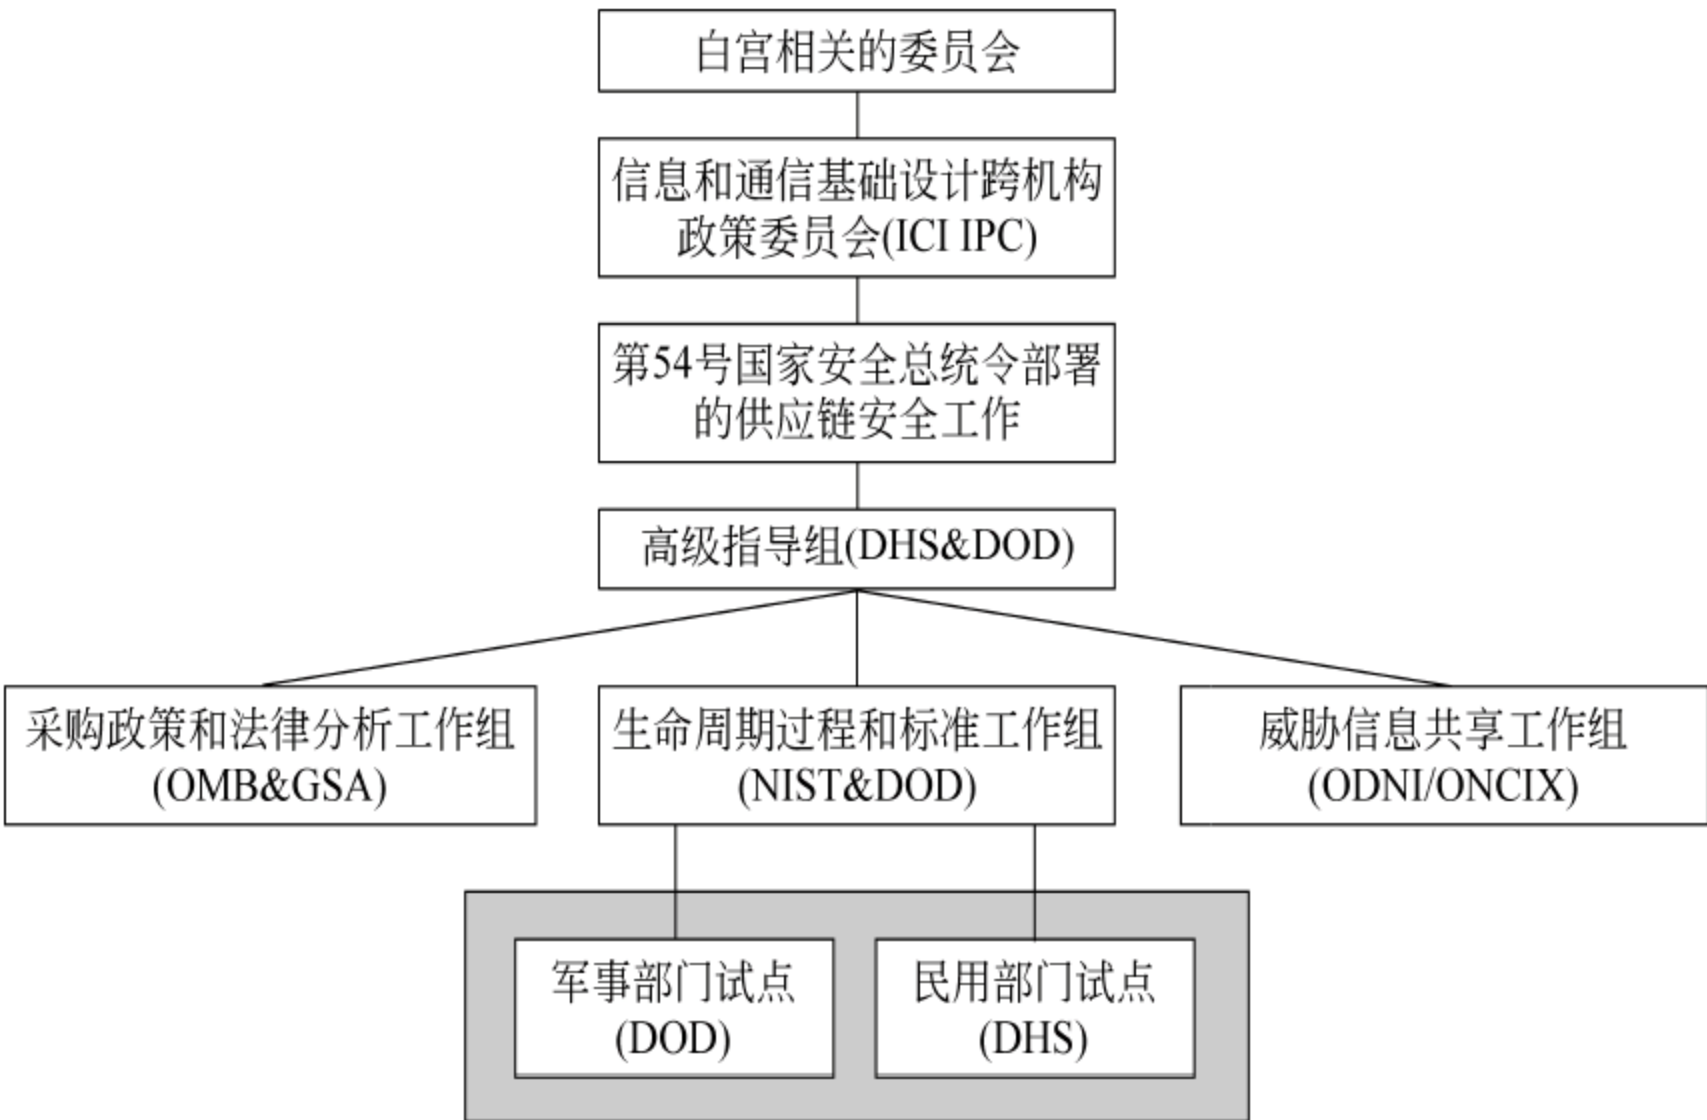 白宫相关的委员会
信息和通信基础设计跨机构
政策委员会(ICI IPC)
第54号国家安全总统令部署
的供应链安全工作
高级指导组(DHS&DOD)
采购政策和法律分析工作组
(OMB&GSA)
生命周期过程和标准工作组
(NIST&DOD)
威胁信息共享工作组
(ODNI/ONCIX)
军事部门试点
(DOD)
民用部门试点
(DHS)